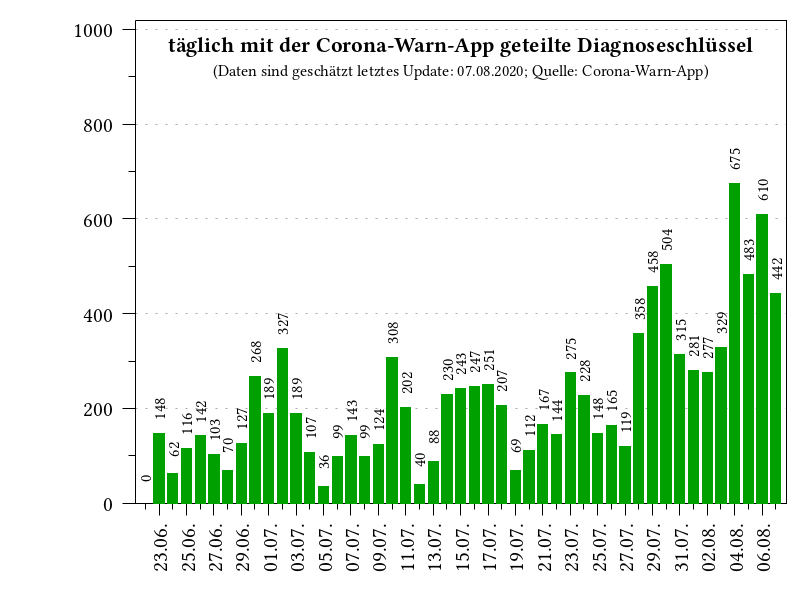 täglich mit der Corona-Warn-App geteilte Diagnoseschlüssel
(Daten sind geschätzt letztes Update: 07.08.2020; Quelle: Corona-Warn-App)
1000
800
600
400
200
0
0 148 62 116 142 103 70 127 268 189 327 189 107 36 99 143 99 124 308 202 40 88 230 243 247 251 207 69 112 167 144 275 228 148 165 119 358 458 504 315 281 277 329 675 483 610 442
23.06. 25.06. 27.06. 29.06. 01.07. 03.07. 05.07. 07.07. 09.07. 11.07. 13.07. 15.07. 17.07. 19.07. 21.07. 23.07. 25.07. 27.07. 29.07. 31.07. 02.08. 04.08. 06.08.